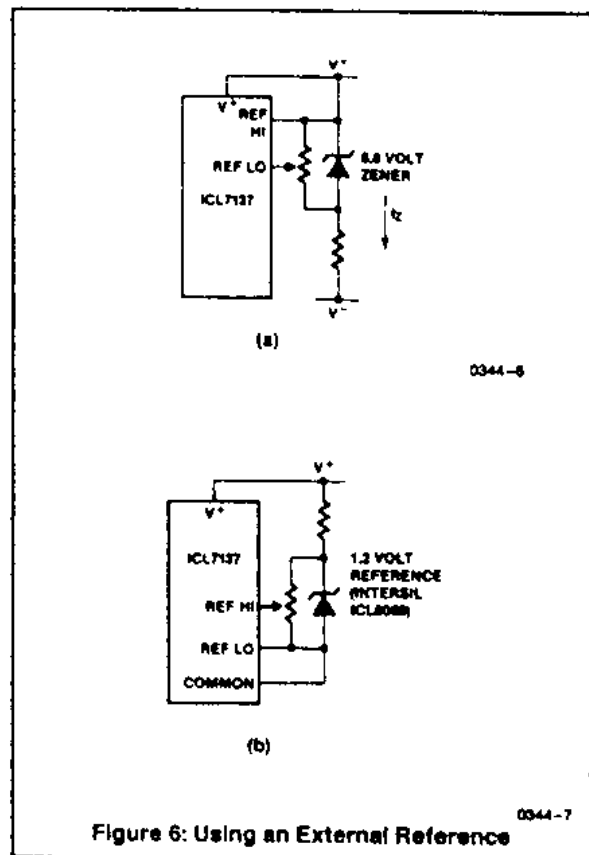 V+
V+
REF
HI
REF LO
ICL7137
6.8 VOLT
ZENER
IZ
V-
(a)
0344-6
V+
V+
ICL7137
REF HI
REF LO
COMMON
1.2 VOLT
REFERENCE
(INTERSIL
ICL8069)
(b)
0344-7
Figure 6: Using an External Reference